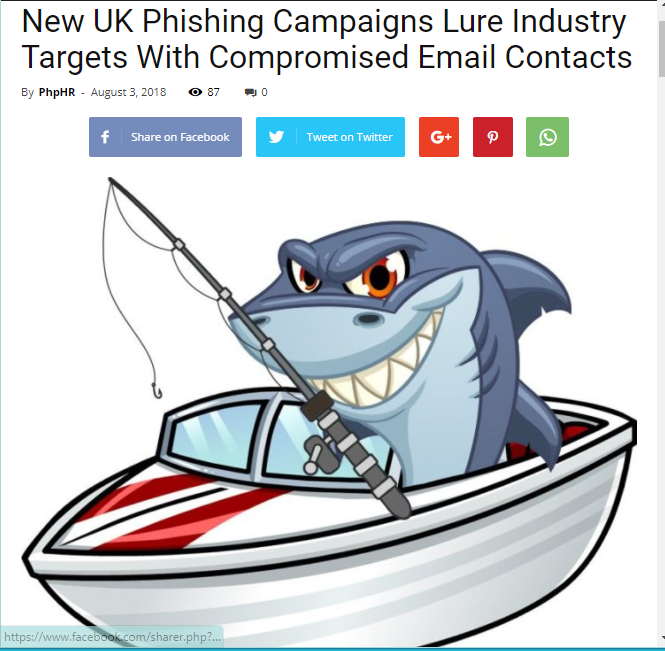 New UK Phishing Campaigns Lure Industry
Targets With Compromised Email Contacts
By PhpHR - August 3, 2018 87 0
Share on Facebook Tweet on Twitter G+
https://www.facebook.com/sharer.php?...